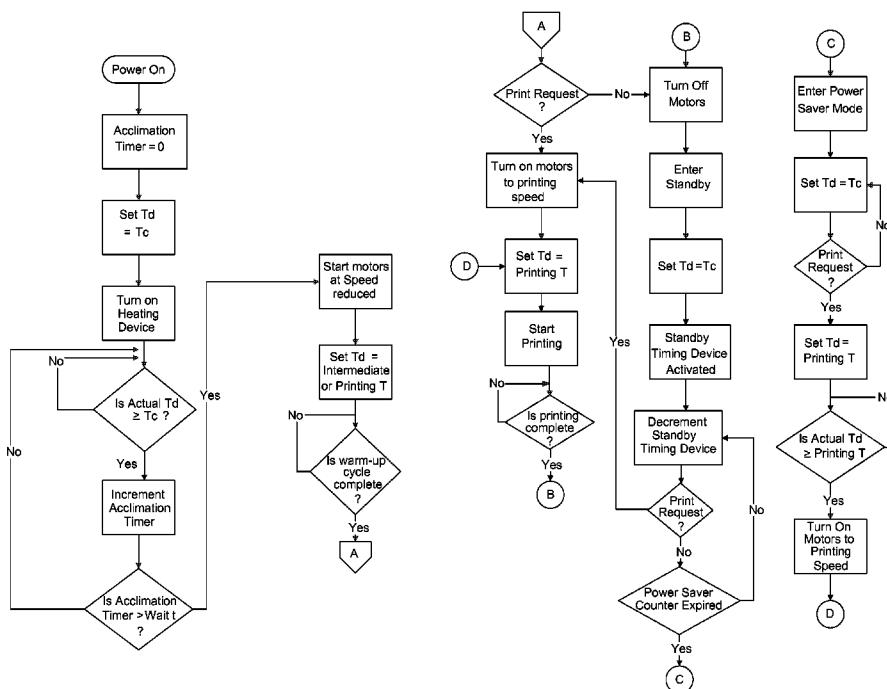 Power On
Acclimation
Timer = 0
Set Td
= Tc
Turn on
Heating
Device
No
Is Actual Td
≥ Tc ?
No
Yes
Yes
Increment
Acclimation
Timer
Is Acclimation
Timer >Wait t
?
Start motors
at Speed
reduced
Set Td =
Intermediate
or Printing T
No
Is warm-up
cycle
complete
?
Yes
A
A
Print Request
?
No
Yes
Turn on motors
to printing
speed
D
Set Td =
Printing T
Start
Printing
No
Is printing
complete
?
Yes
B
Yes
B
Turn Off
Motors
Enter
Standby
Set Td=Tc
Standby
Timing Device
Activated
Decrement
Standby
Timing Device
Print
Request
?
No
No
Power Saver
Counter Expired
Yes
C
C
Enter Power
Saver Mode
Set Td = Tc
No
Print
Request
?
Yes
Set Td=
Printing T
No
Is Actual Td
≥ Printing T
Yes
Turn On
Motors to
Printing
Speed
D